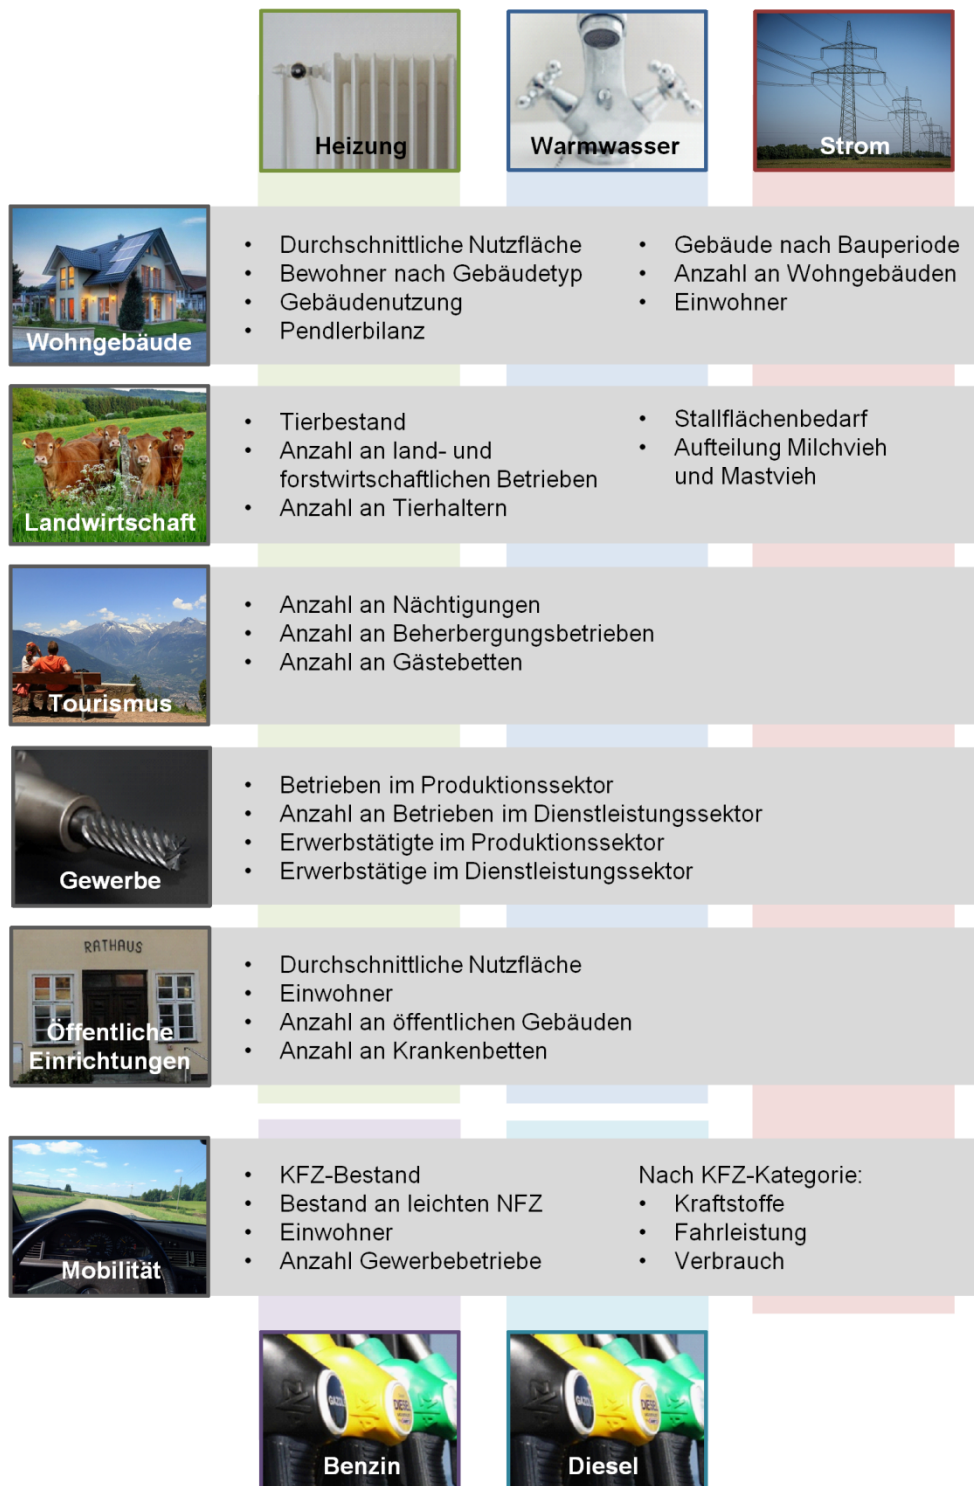 Heizung
Warmwasser
Strom
Wohngebäude
• Durchschnittliche Nutzfläche
• Bewohner nach Gebäudetyp
• Gebäudenutzung
• Pendlerbilanz
• Gebäude nach Bauperiode
• Anzahl an Wohngebäuden
• Einwohner
Landwirtschaft
• Tierbestand
• Anzahl an land- und
forstwirtschaftlichen Betrieben
• Anzahl an Tierhaltern
• Stallflächenbedarf
• Aufteilung Milchvieh
und Mastvieh
Tourismus
• Anzahl an Nächtigungen
• Anzahl an Beherbergungsbetrieben
• Anzahl an Gästebetten
Gewerbe
• Betrieben im Produktionssektor
• Anzahl an Betrieben im Dienstleistungssektor
• Erwerbstätigte im Produktionssektor
• Erwerbstätige im Dienstleistungssektor
RATHAUS
Öffentliche
Einrichtungen
• Durchschnittliche Nutzfläche
• Einwohner
• Anzahl an öffentlichen Gebäuden
• Anzahl an Krankenbetten
Mobilität
• KFZ-Bestand
• Bestand an leichten NFZ
• Einwohner
• Anzahl Gewerbebetriebe
Nach KFZ-Kategorie:
• Kraftstoffe
• Fahrleistung
• Verbrauch
DIESEL
Benzin
DIESEL
Diesel